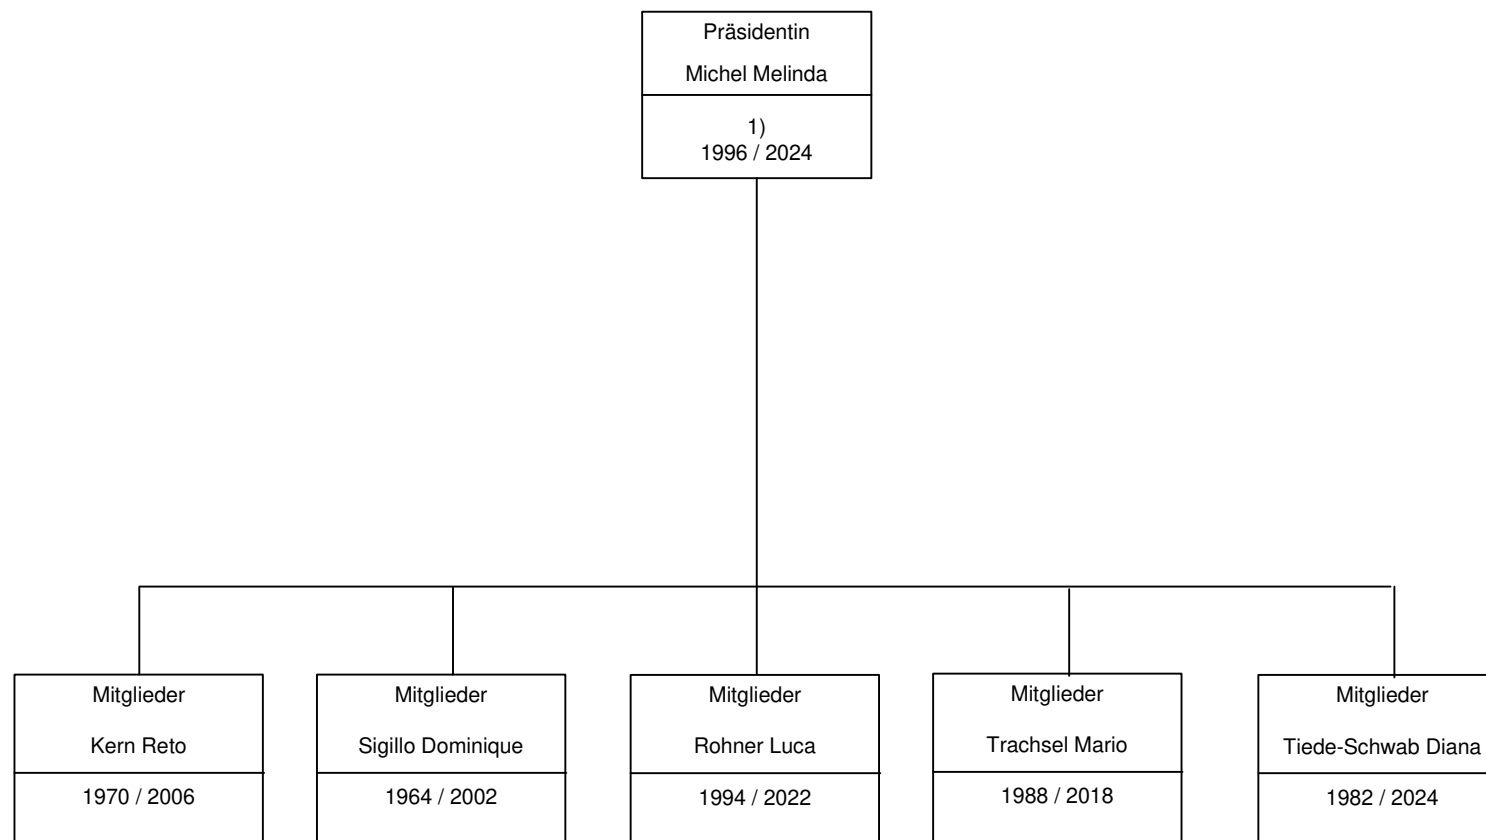 Präsidentin
Michel Melinda
1)
1996 / 2024
Mitglieder
Kern Reto
1970 / 2006
Mitglieder
Sigillo Dominique
1964 / 2002
Mitglieder
Rohner Luca
1994 / 2022
Mitglieder
Trachsel Mario
1988 / 2018
Mitglieder
Tiede-Schwab Diana
1982 / 2024